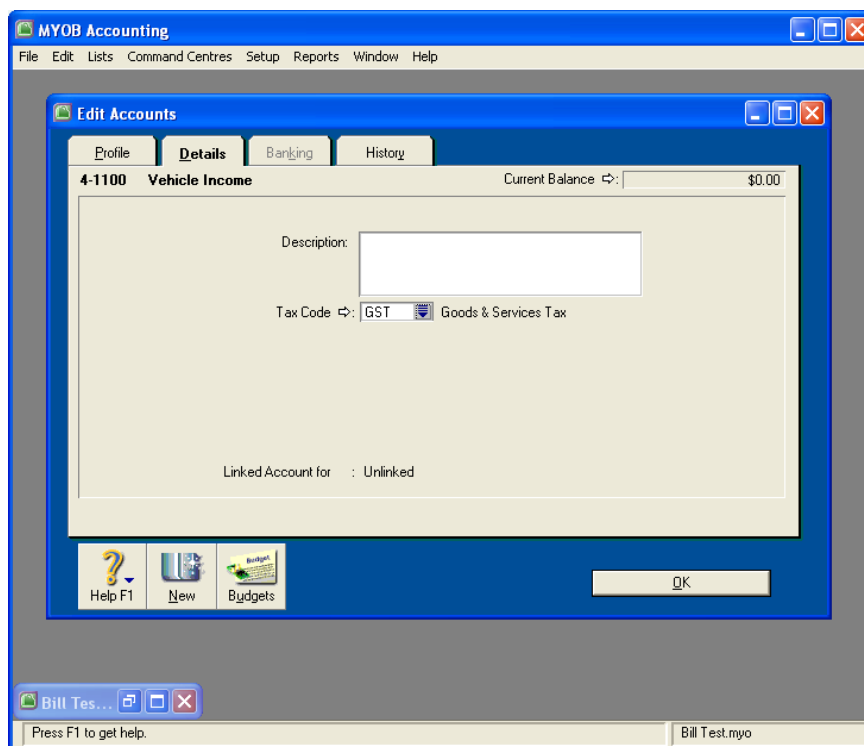 MYOB Accounting
File Edit Lists Command Centres Setup Reports Window Help
Edit Accounts
Profile Details Banking History
4-1100 Vehicle Income Current Balance ⇨: $0.00
Description:
Tax Code ⇨: GST Goods & Services Tax
Linked Account for : Unlinked
Budget
Help F1 New Budgets OK
Bill Tes...
Press F1 to get help. Bill Test.myo